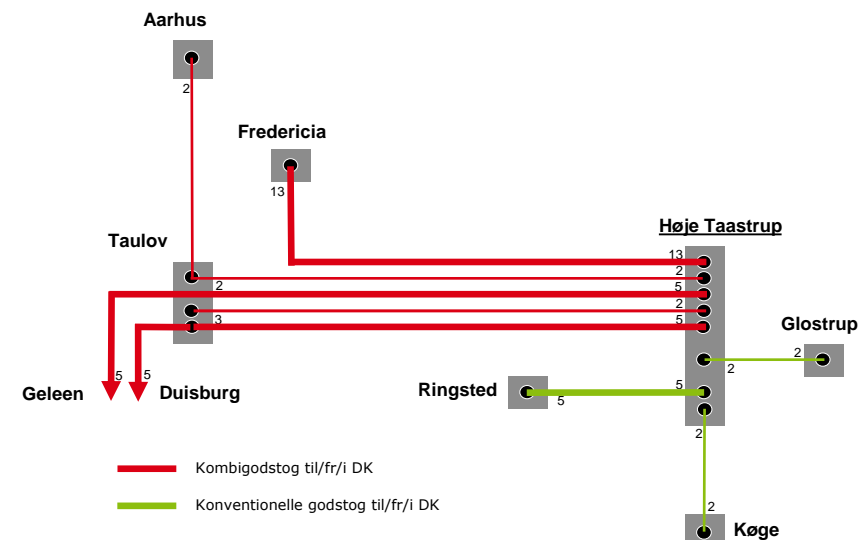 Aarhus
2
Fredericia
13
Høje Taastrup
Taulov
13
2
5
2
5
2
3
Glostrup
2
2
Geleen
5
5
Duisburg
Ringsted
5
5
2
2
Køge
Kombigodstog til/fr/i DK
Konventionelle godstog til/fr/i DK